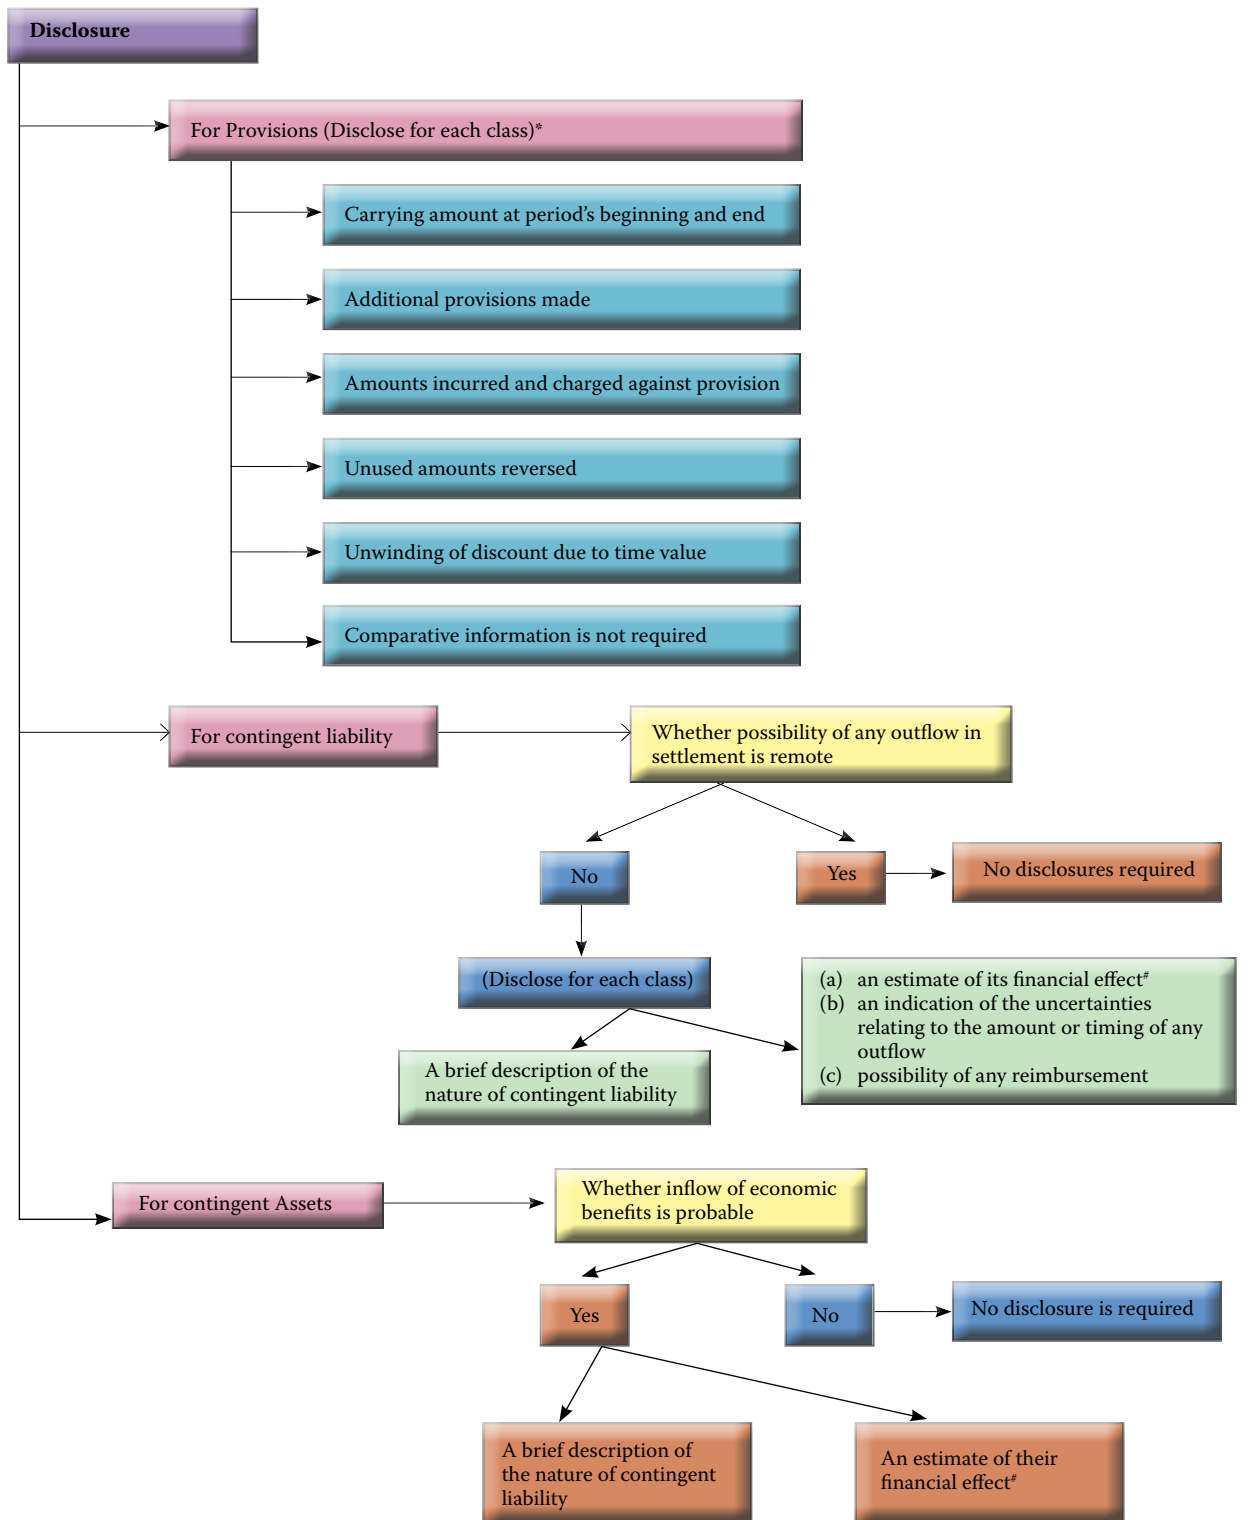 Disclosure
For Provisions (Disclose for each class)*
Carrying amount at period’s beginning and end
Additional provisions made
Amounts incurred and charged against provision
Unused amounts reversed
Unwinding of discount due to time value
Comparative information is not required
For contingent liability
Whether possibility of any outflow in
settlement is remote
No
Yes
No disclosures required
(Disclose for each class)
(a) an estimate of its financial effect#
(b) an indication of the uncertainties
relating to the amount or timing of any
outflow
(c) possibility of any reimbursement
A brief description of the
nature of contingent liability
For contingent Assets
Whether inflow of economic
benefits is probable
Yes
No
No disclosure is required
A brief description of
the nature of contingent
liability
An estimate of their
financial effect#